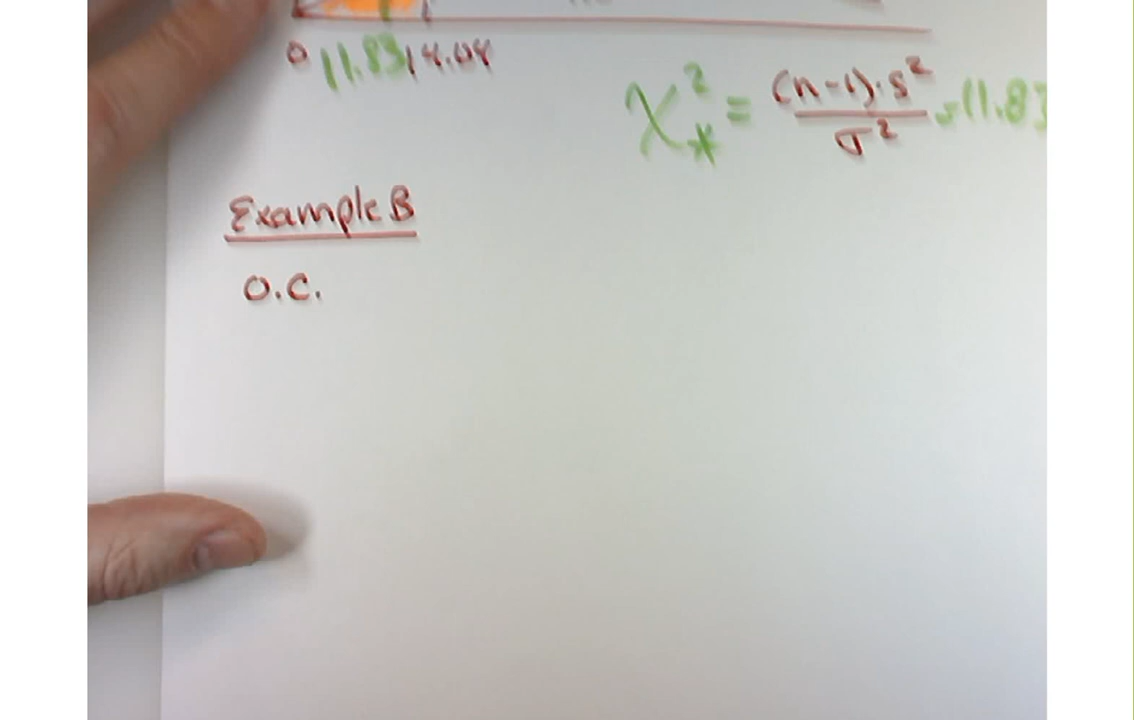 0 11.83 14.04
χ²* = (n-1)·s² / σ² = 11.83
Example B
O.C.